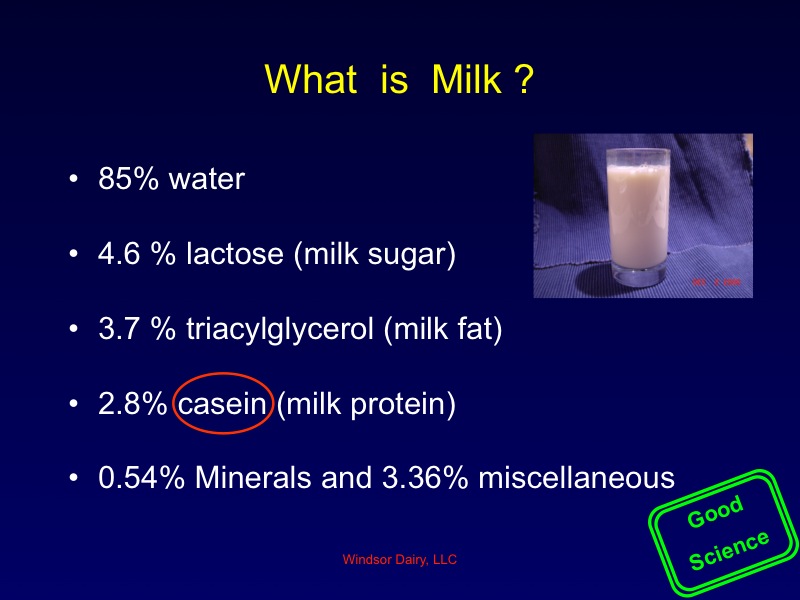 What is Milk ?
• 85% water
• 4.6 % lactose (milk sugar)
• 3.7 % triacylglycerol (milk fat)
• 2.8% casein (milk protein)
• 0.54% Minerals and 3.36% miscellaneous
Good
Science
Windsor Dairy, LLC